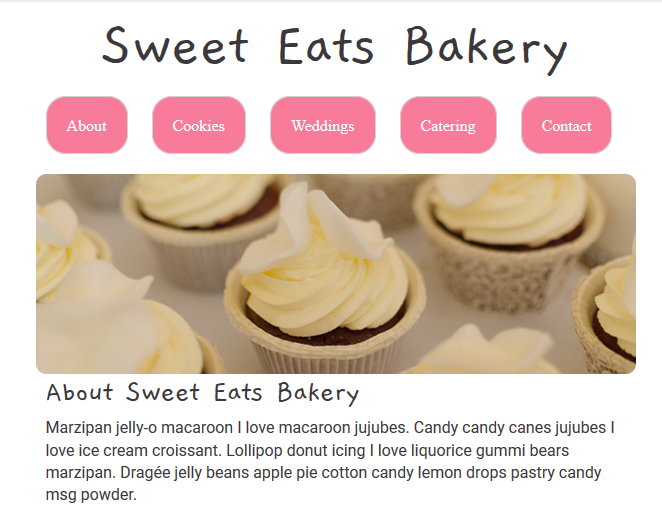 Sweet Eats Bakery
About Cookies Weddings Catering Contact
About Sweet Eats Bakery
Marzipan jelly-o macaroon I love macaroon jujubes. Candy candy canes jujubes I
love ice cream croissant. Lollipop donut icing I love liquorice gummi bears
marzipan. Dragée jelly beans apple pie cotton candy lemon drops pastry candy
msg powder.